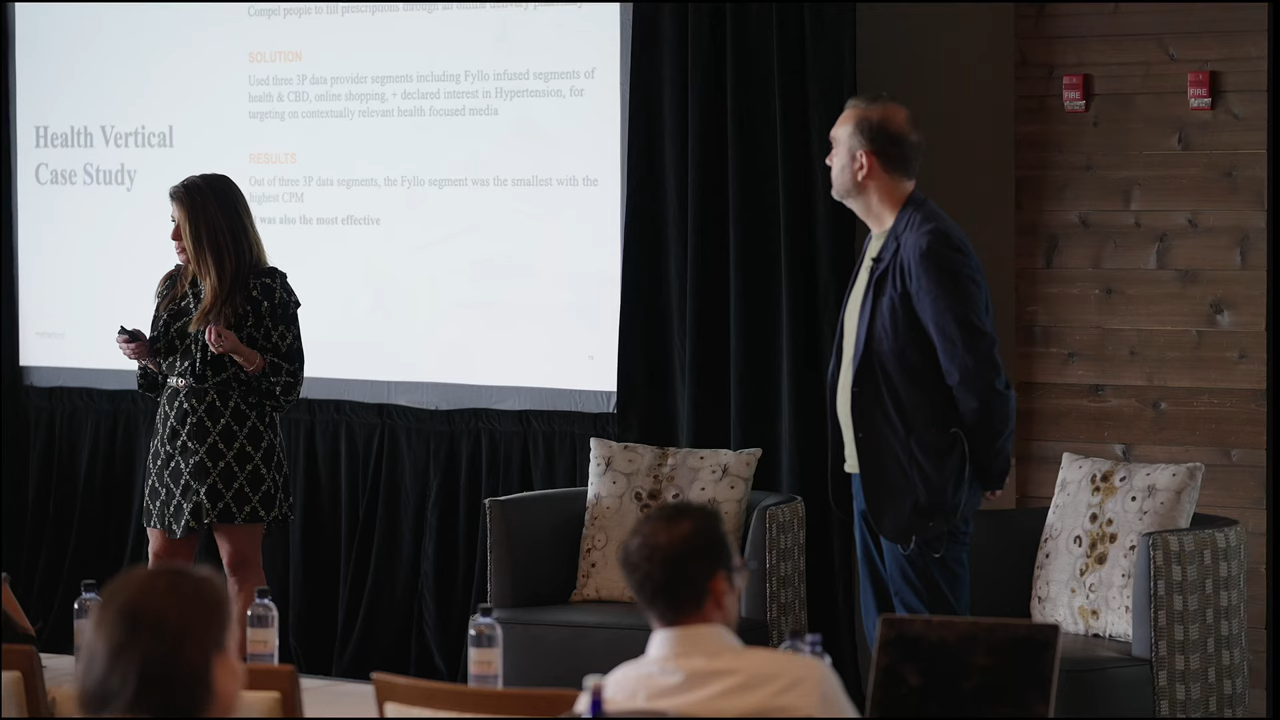 Compel people to fill prescriptions through an online delivery pharmacy
SOLUTION
Used three 3P data provider segments including Fyllo infused segments of
health & CBD, online shopping, + declared interest in Hypertension, for
targeting on contextually relevant health focused media
Health Vertical
Case Study
RESULTS
Out of three 3P data segments, the Fyllo segment was the smallest with the
highest CPM
was also the most effective
FIRE
FIRE